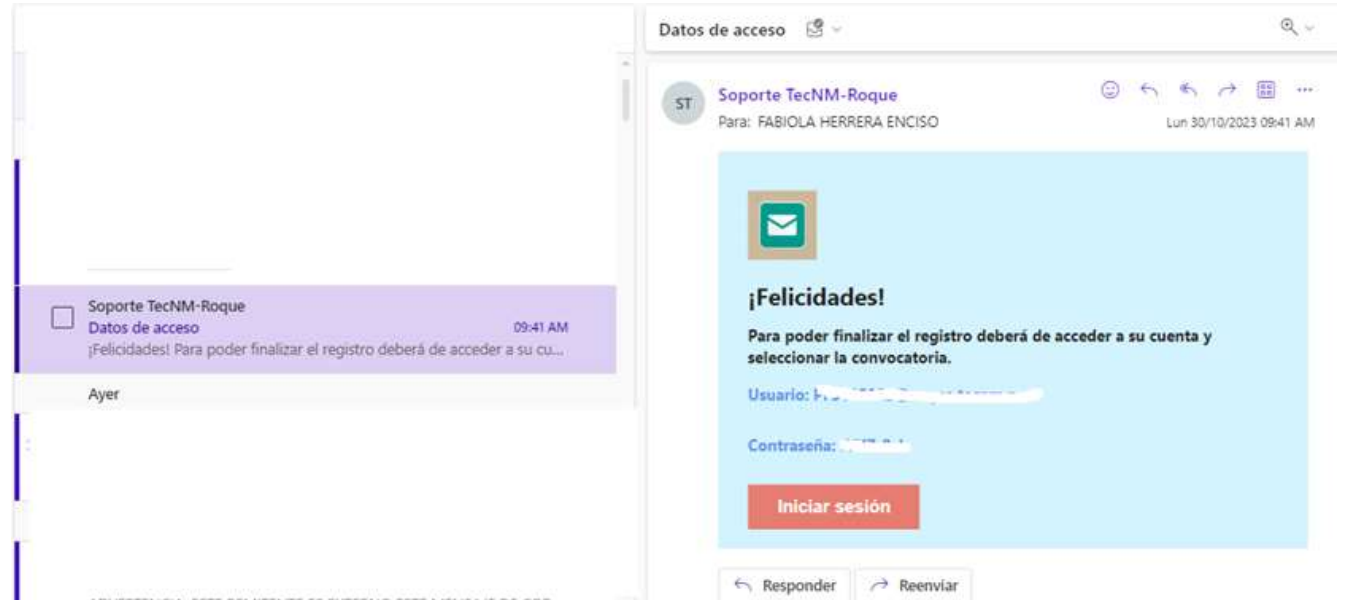 Soporte TecNM-Roque
Datos de acceso
09:41 AM
¡Felicidades! Para poder finalizar el registro deberá de acceder a su cu...
Ayer
Datos de acceso
ST
Soporte TecNM-Roque
Para: FABIOLA HERRERA ENCISO
Lun 30/10/2023 09:41 AM
¡Felicidades!
Para poder finalizar el registro deberá de acceder a su cuenta y
seleccionar la convocatoria.
Usuario:
Contraseña:
Iniciar sesión
Responder
Reenviar